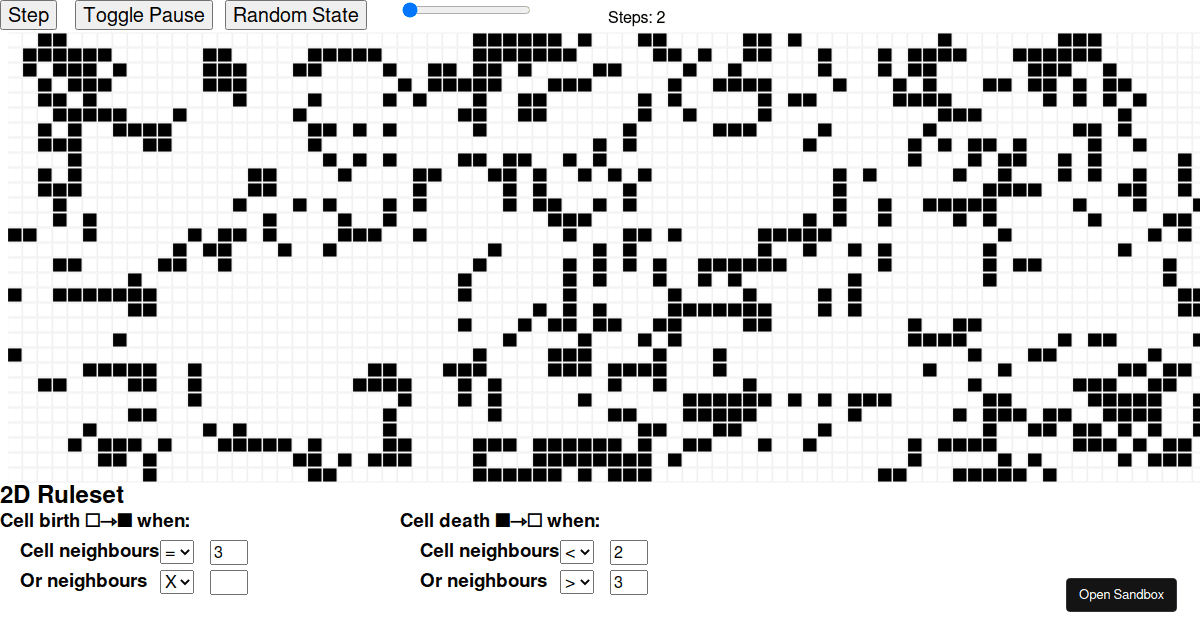 Step Toggle Pause Random State Steps: 2
2D Ruleset
Cell birth □→■ when: Cell death ■→□ when:
Cell neighbours = 3 Cell neighbours < 2
Or neighbours X Or neighbours > 3
Open Sandbox